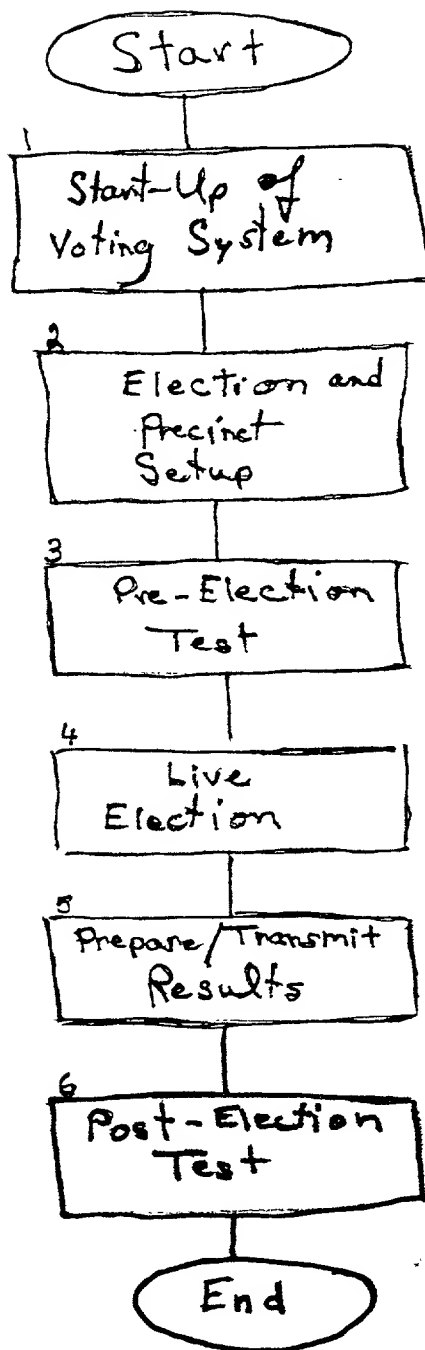 Start
1
Start-Up of
Voting System
2
Election and
Precinct
Setup
3
Pre-Election
Test
4
Live
Election
5
Prepare/Transmit
Results
6
Post-Election
Test
End